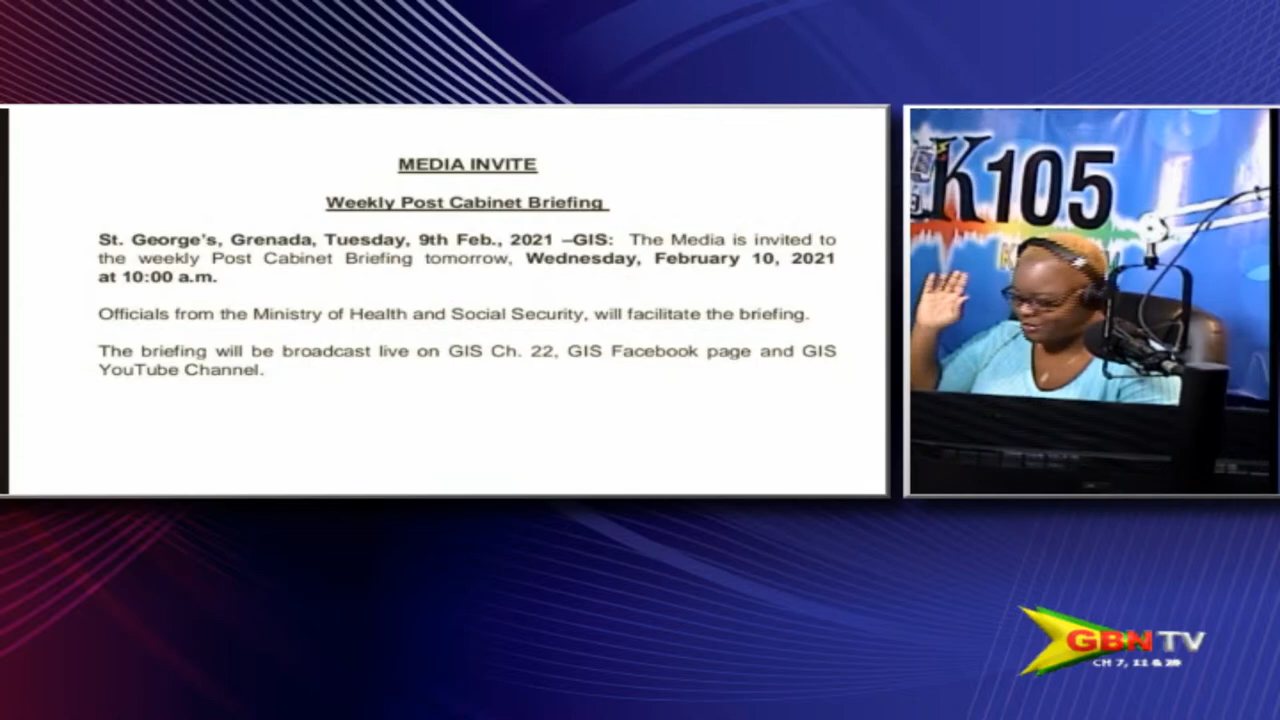 MEDIA INVITE
Weekly Post Cabinet Briefing
St. George's, Grenada, Tuesday, 9th Feb., 2021 –GIS: The Media is invited to
the weekly Post Cabinet Briefing tomorrow, Wednesday, February 10, 2021
at 10:00 a.m.
Officials from the Ministry of Health and Social Security, will facilitate the briefing.
The briefing will be broadcast live on GIS Ch. 22, GIS Facebook page and GIS
YouTube Channel.
K105
GBN TV
CH 7, 11 & 20